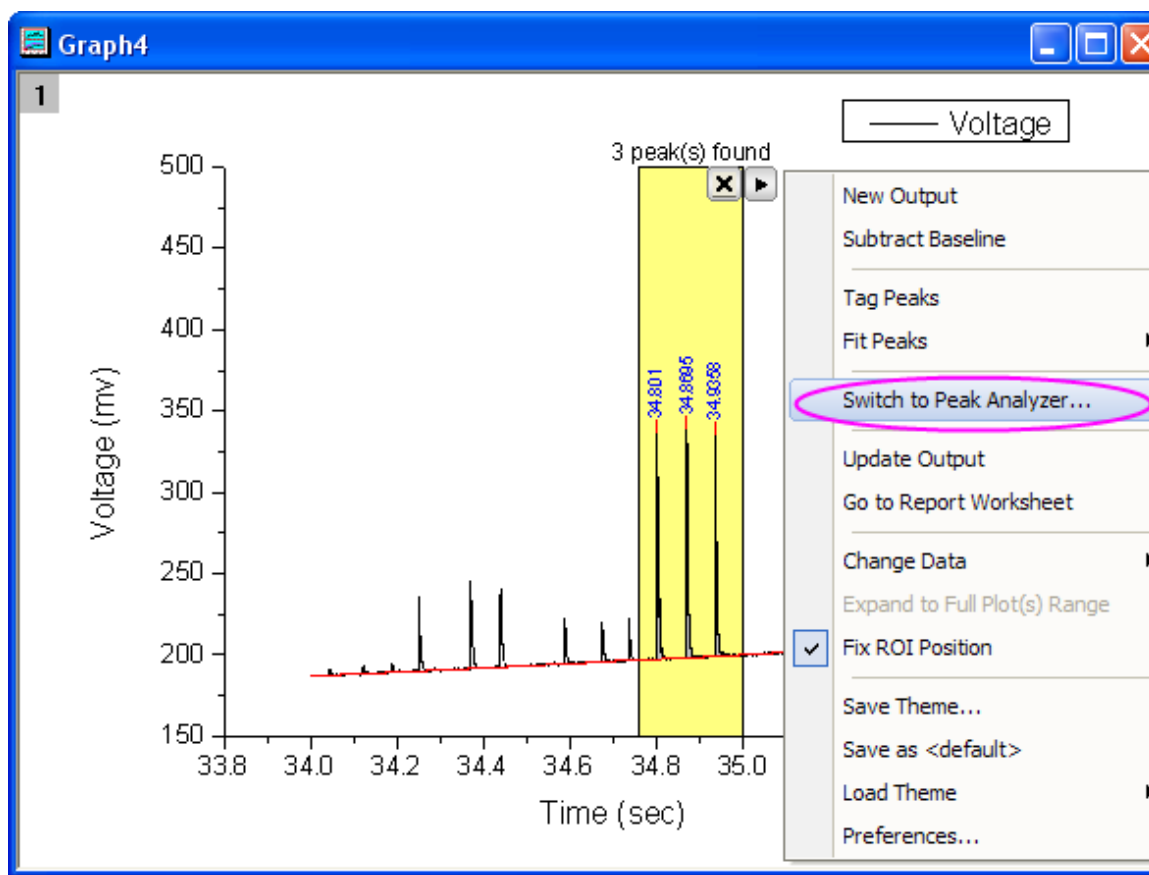 Graph4
1
Voltage
3 peak(s) found
500
450
400
350
300
250
200
150
Voltage (mv)
34.801
34.8695
34.9358
33.8 34.0 34.2 34.4 34.6 34.8 35.0
Time (sec)
New Output
Subtract Baseline
Tag Peaks
Fit Peaks
Switch to Peak Analyzer...
Update Output
Go to Report Worksheet
Change Data
Expand to Full Plot(s) Range
Fix ROI Position
Save Theme...
Save as <default>
Load Theme
Preferences...